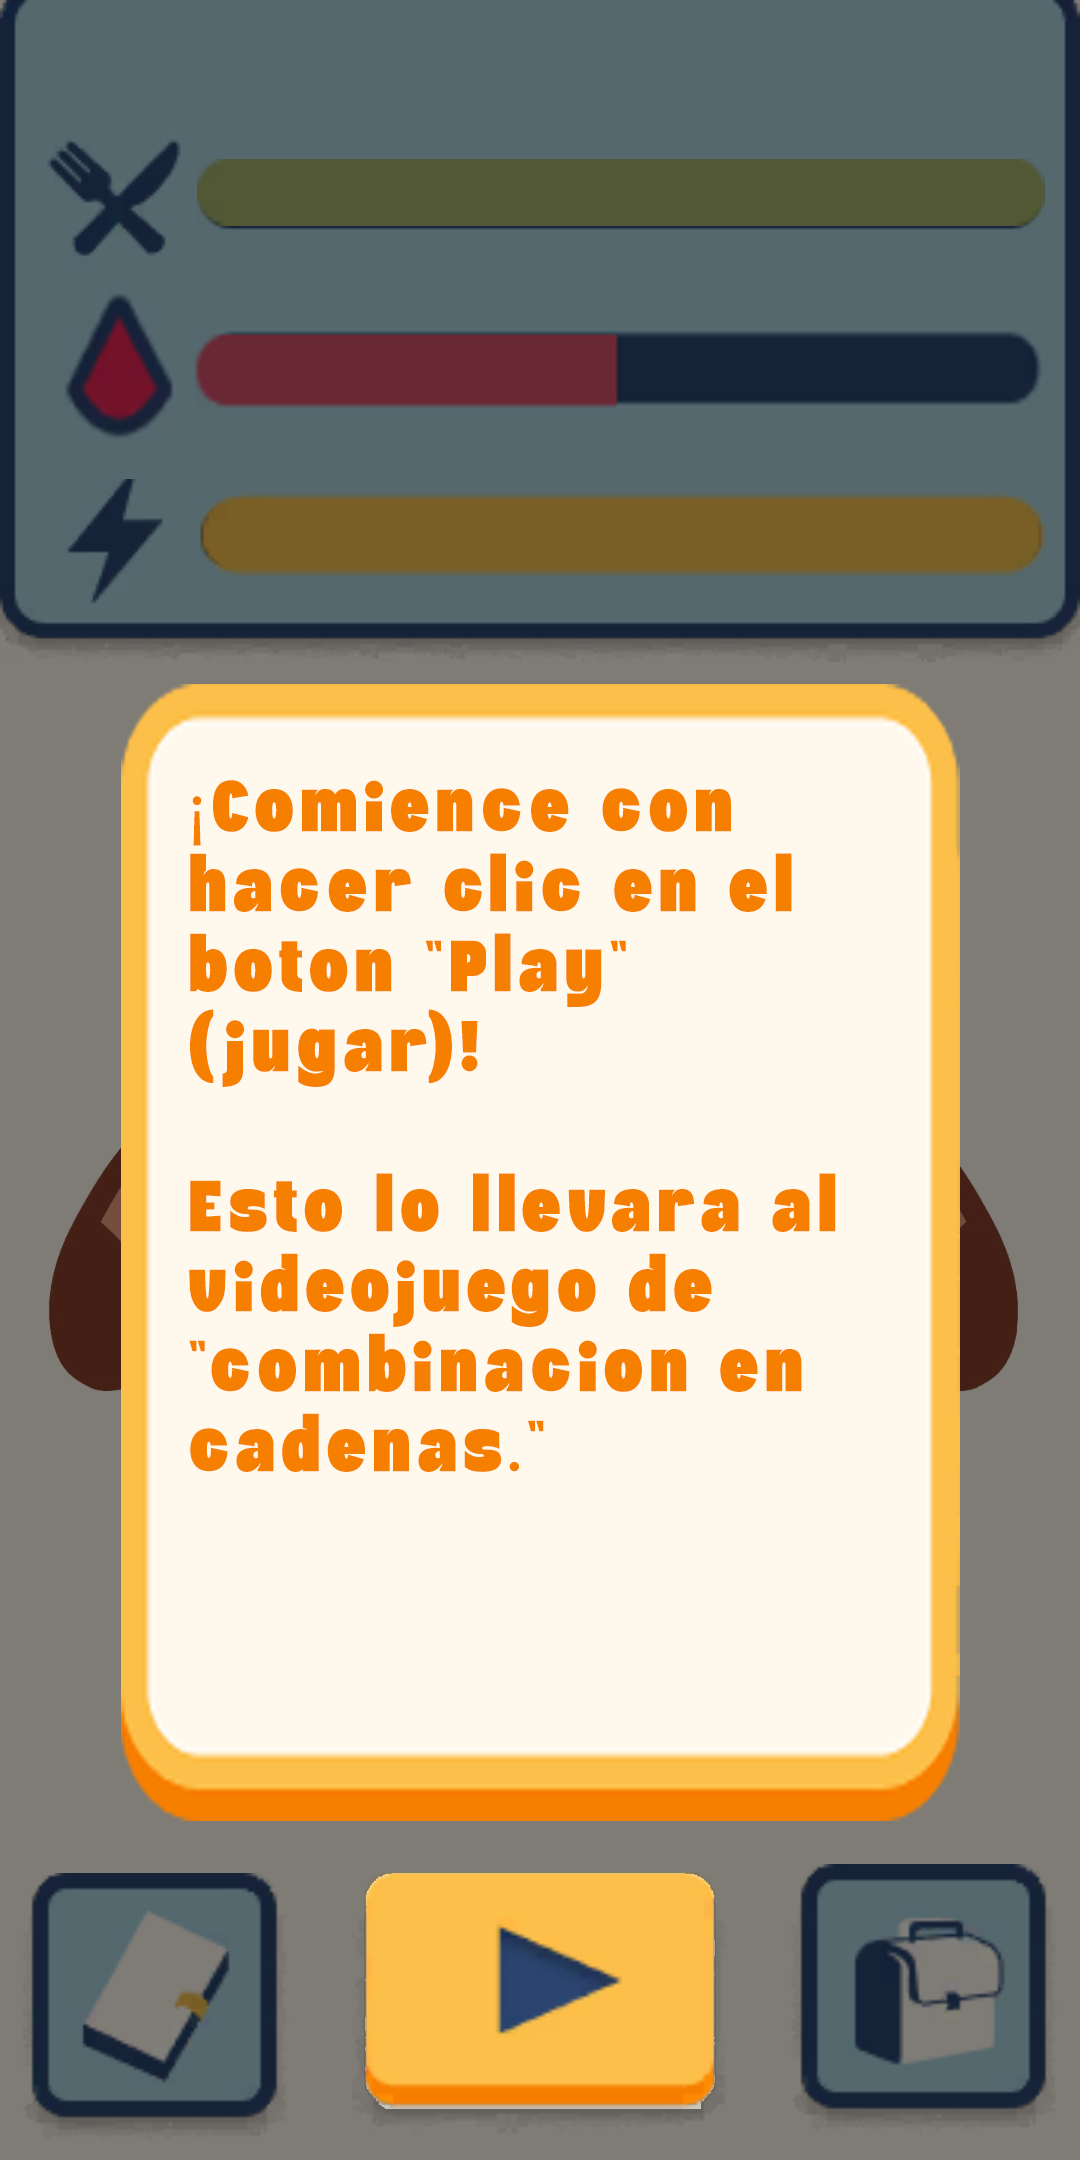 ¡Comience con
hacer clic en el
boton "Play"
(jugar)!
Esto lo llevara al
videojuego de
"combinacion en
cadenas."